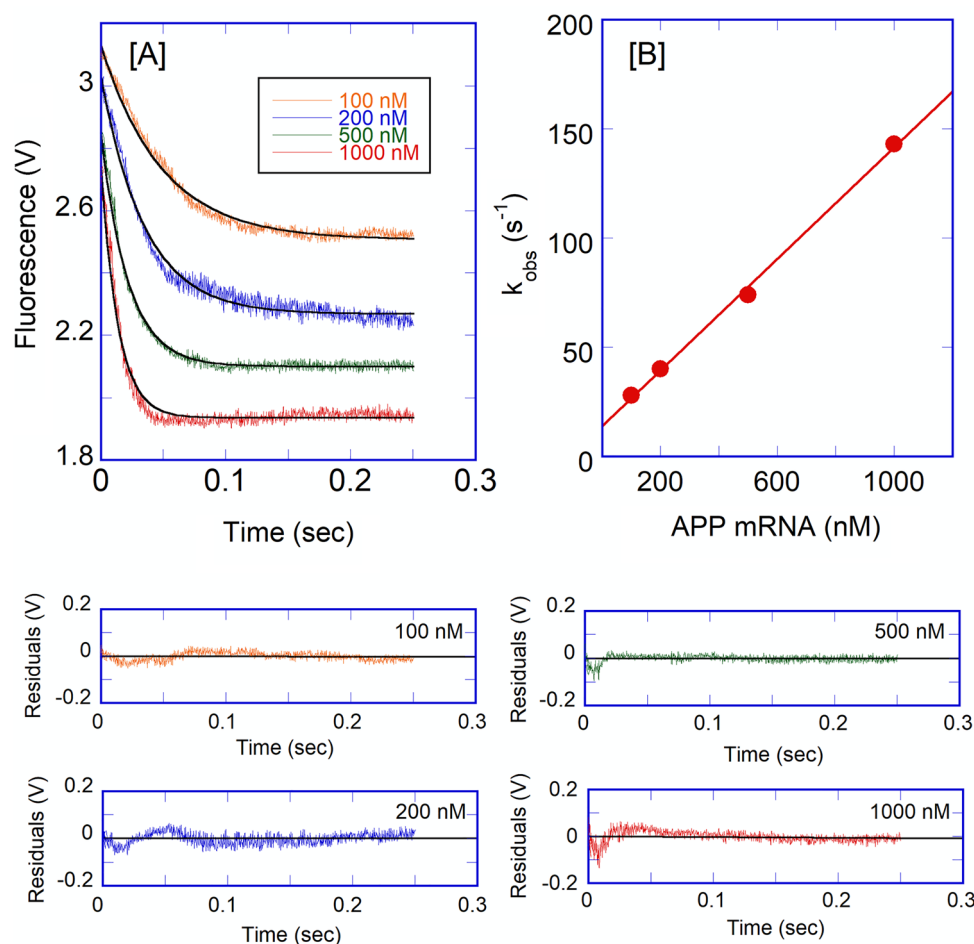 [A]
100 nM
200 nM
500 nM
1000 nM
3
2.6
2.2
1.8
Fluorescence (V)
0
0.1
0.2
0.3
Time (sec)
[B]
200
150
100
50
0
k_obs (s⁻¹)
200
600
1000
APP mRNA (nM)
0.2
0
-0.2
Residuals (V)
100 nM
0
0.1
0.2
0.3
Time (sec)
0.2
0
-0.2
Residuals (V)
500 nM
0
0.1
0.2
0.3
Time (sec)
0.2
0
-0.2
Residuals (V)
200 nM
0
0.1
0.2
0.3
Time (sec)
0.2
0
-0.2
Residuals (V)
1000 nM
0
0.1
0.2
0.3
Time (sec)